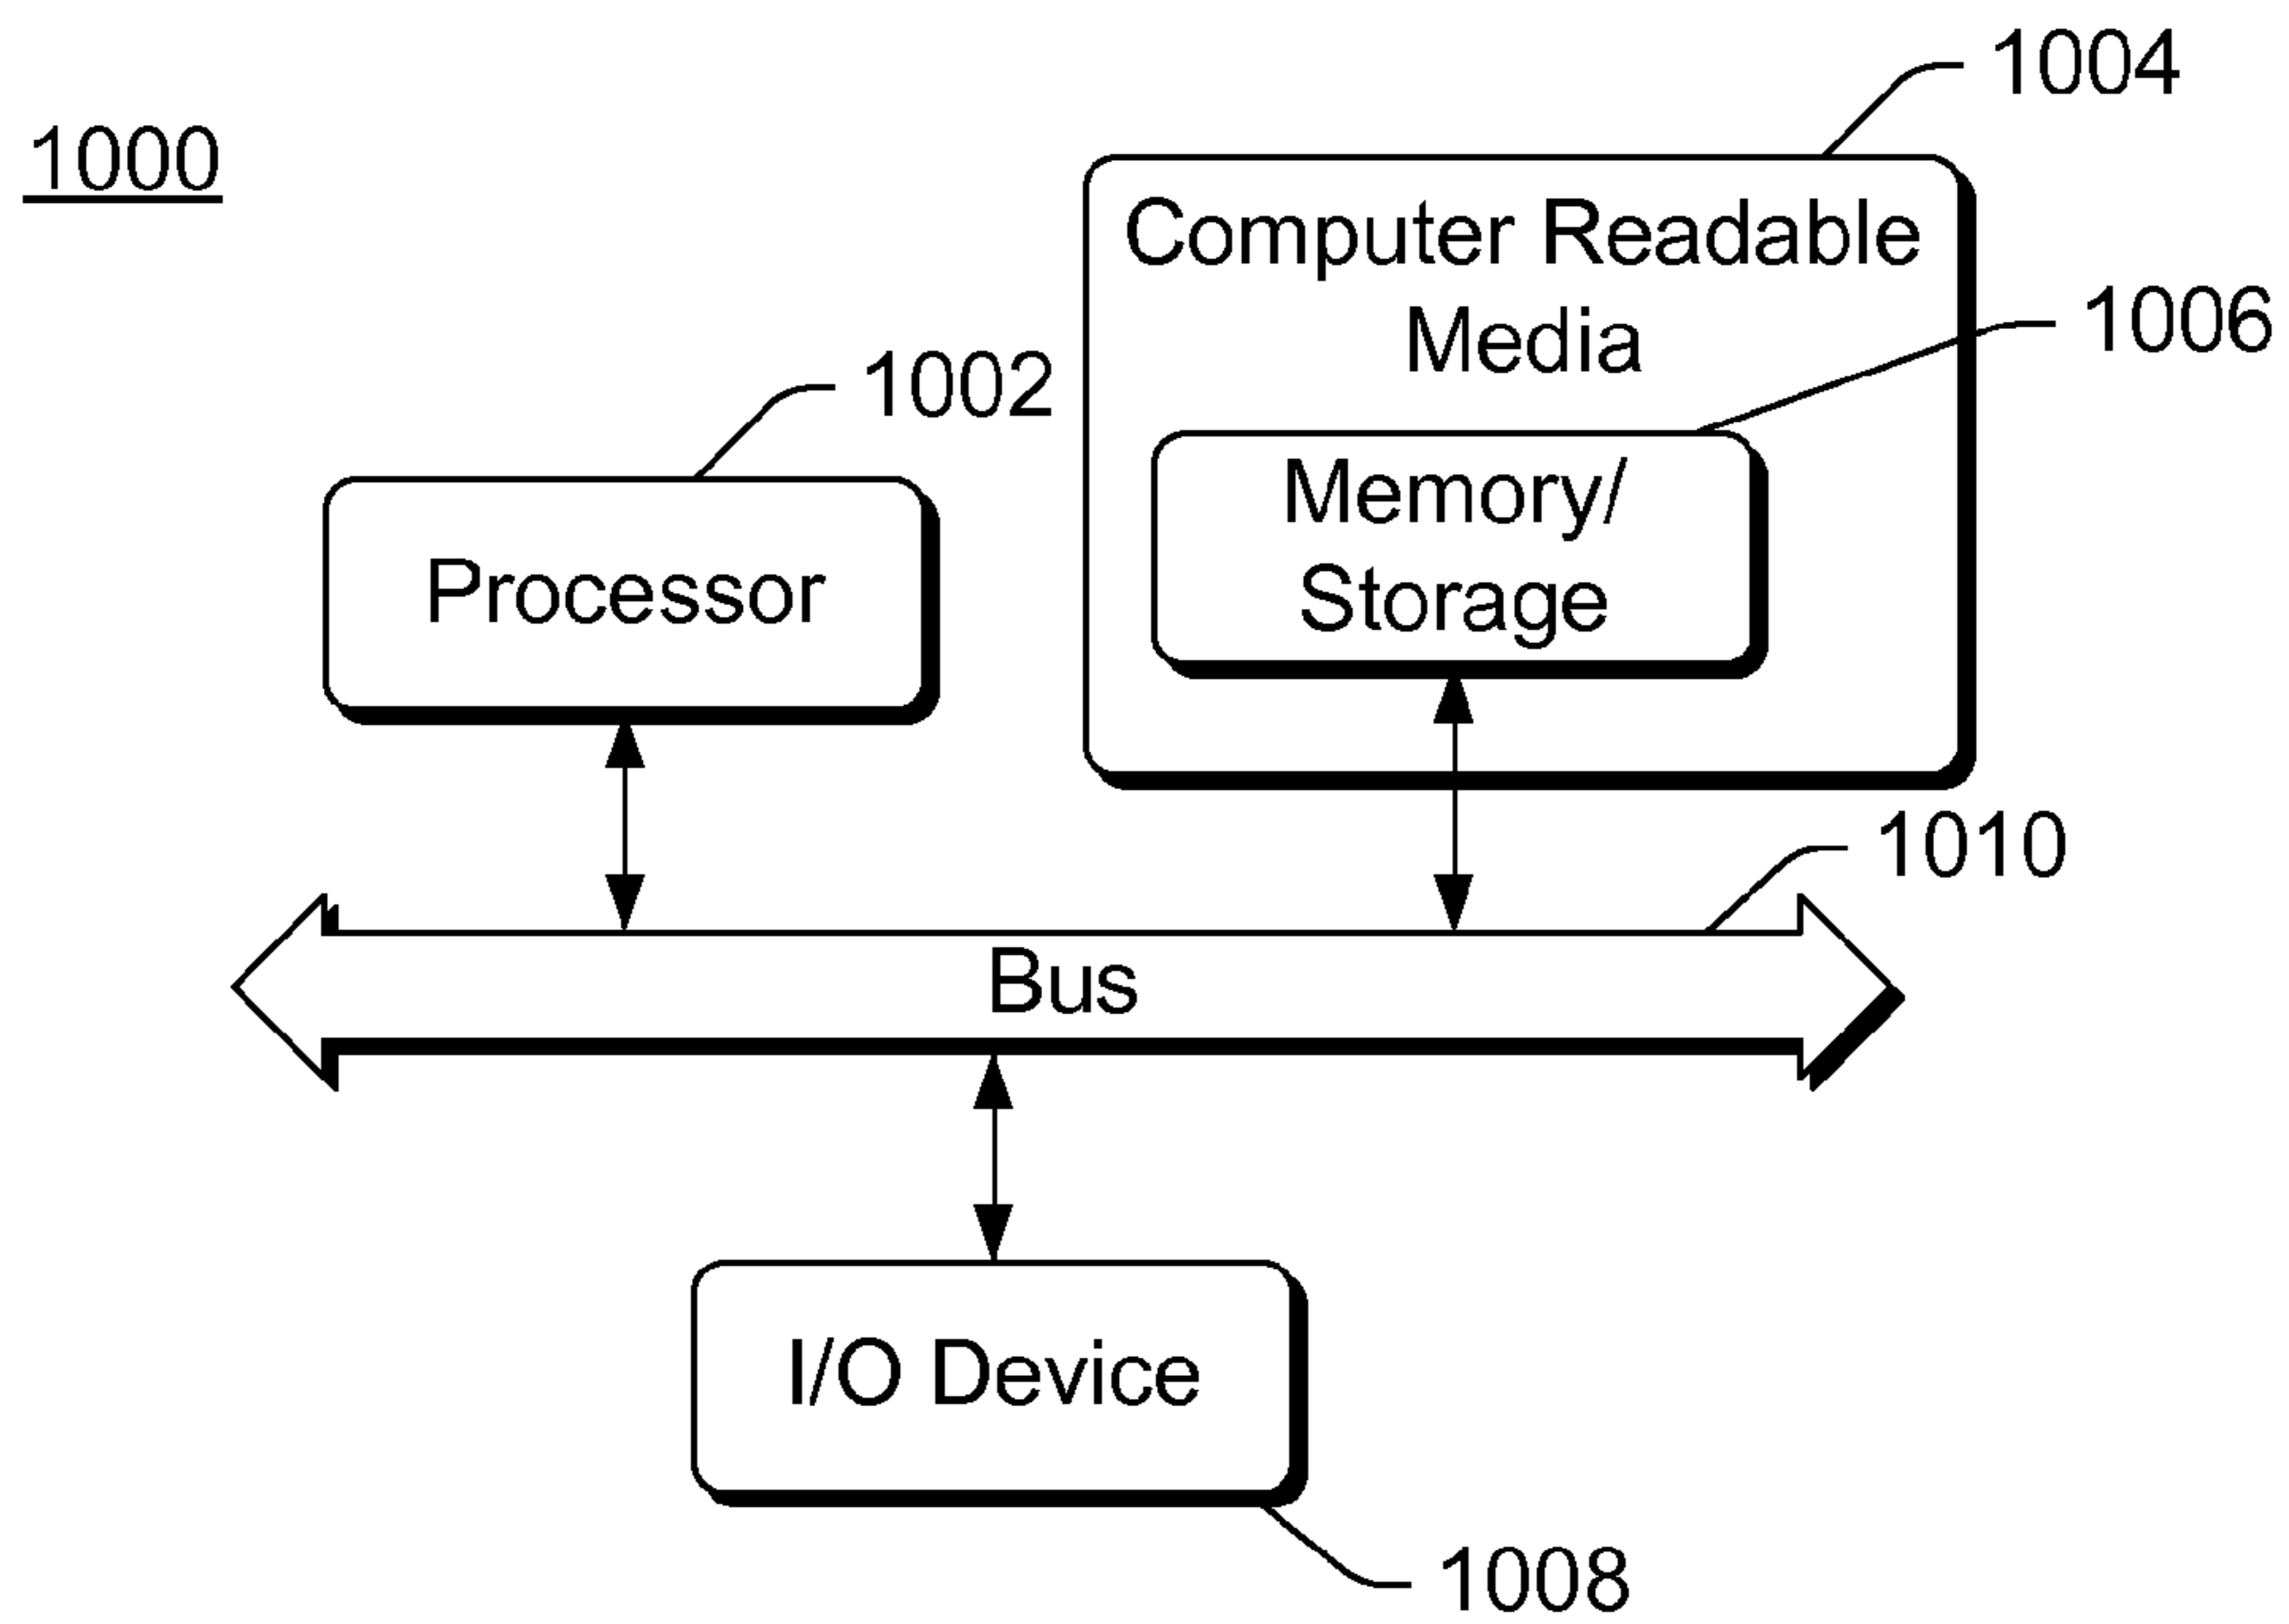 1004
1000
Computer Readable
Media
1006
1002
Memory/
Storage
Processor
1010
Bus
I/O Device
1008